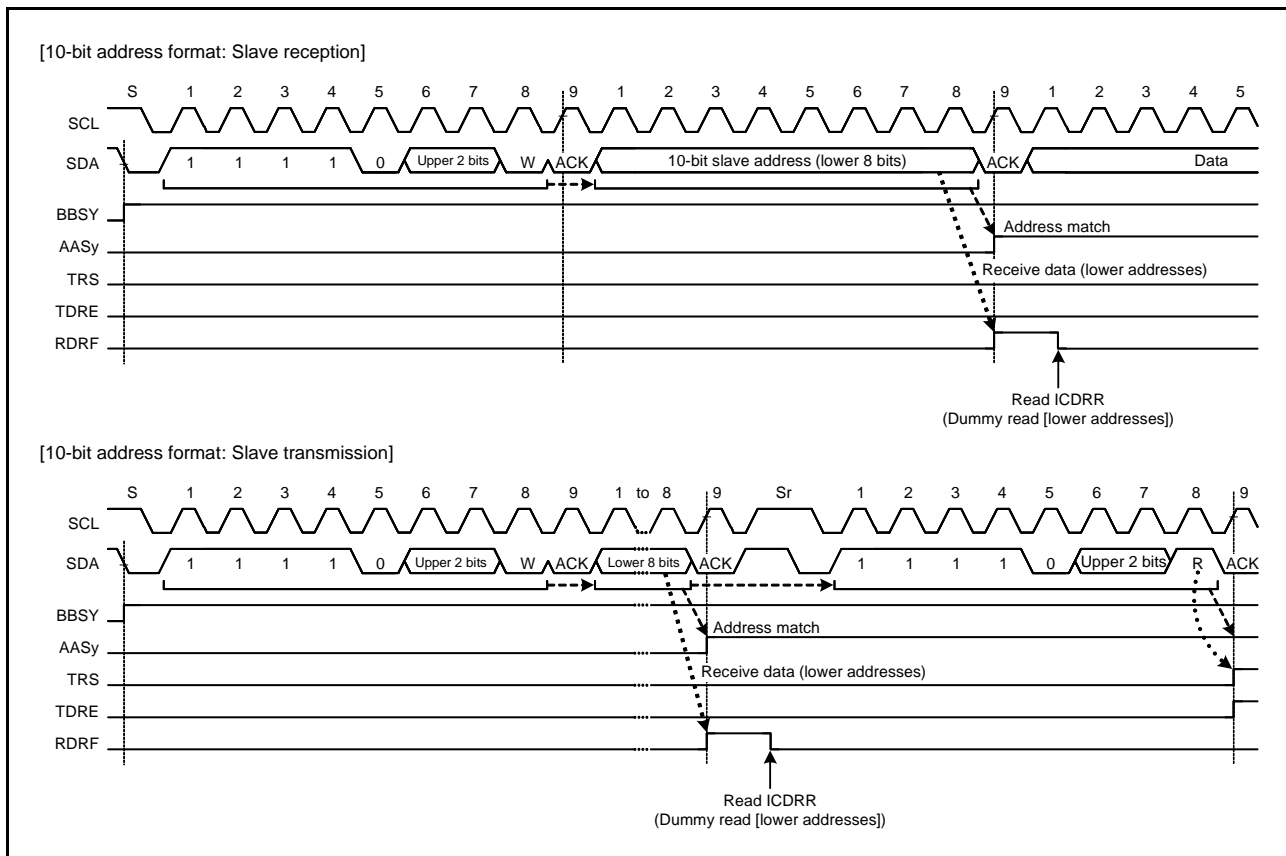 [10-bit address format: Slave reception]
S 1 2 3 4 5 6 7 8 9 1 2 3 4 5 6 7 8 9 1 2 3 4 5
SCL
SDA 1 1 1 1 0 Upper 2 bits W ACK 10-bit slave address (lower 8 bits) ACK Data
BBSY
Address match
AASy
Receive data (lower addresses)
TRS
TDRE
RDRF
Read ICDRR
(Dummy read [lower addresses])
[10-bit address format: Slave transmission]
S 1 2 3 4 5 6 7 8 9 1 to 8 9 Sr 1 2 3 4 5 6 7 8 9
SCL
SDA 1 1 1 1 0 Upper 2 bits W ACK Lower 8 bits ACK 1 1 1 1 0 Upper 2 bits R ACK
BBSY
Address match
AASy
Receive data (lower addresses)
TRS
TDRE
RDRF
Read ICDRR
(Dummy read [lower addresses])